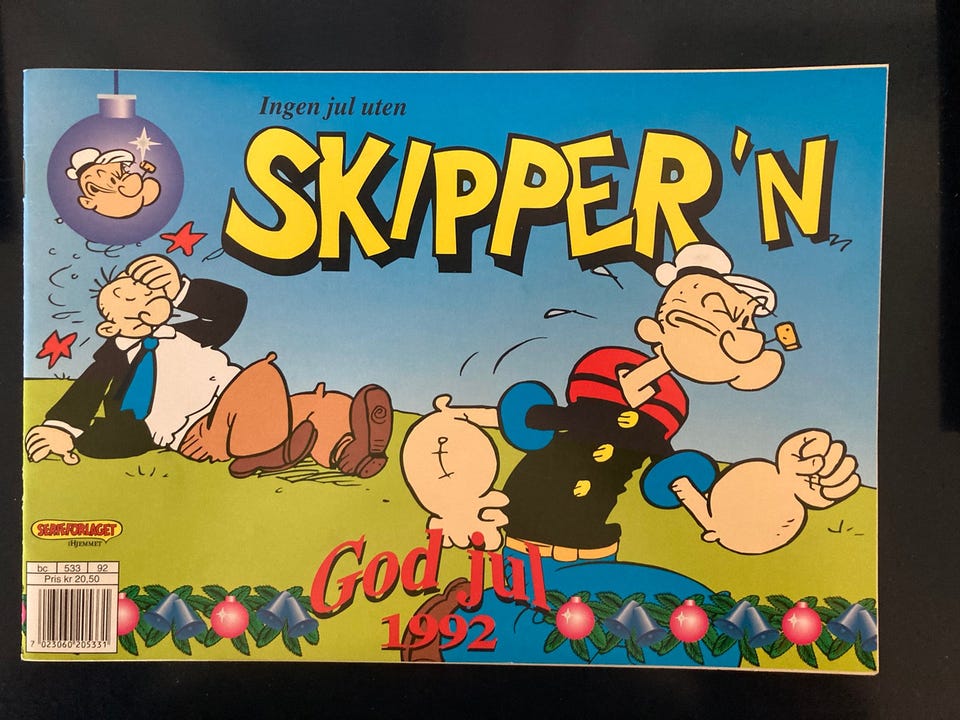 Ingen jul uten
SKIPPER'N
SERIEFORLAGET
i HJEMMET
bc 533 92
Pris kr 20,50
7 023060 205331
God jul
1992